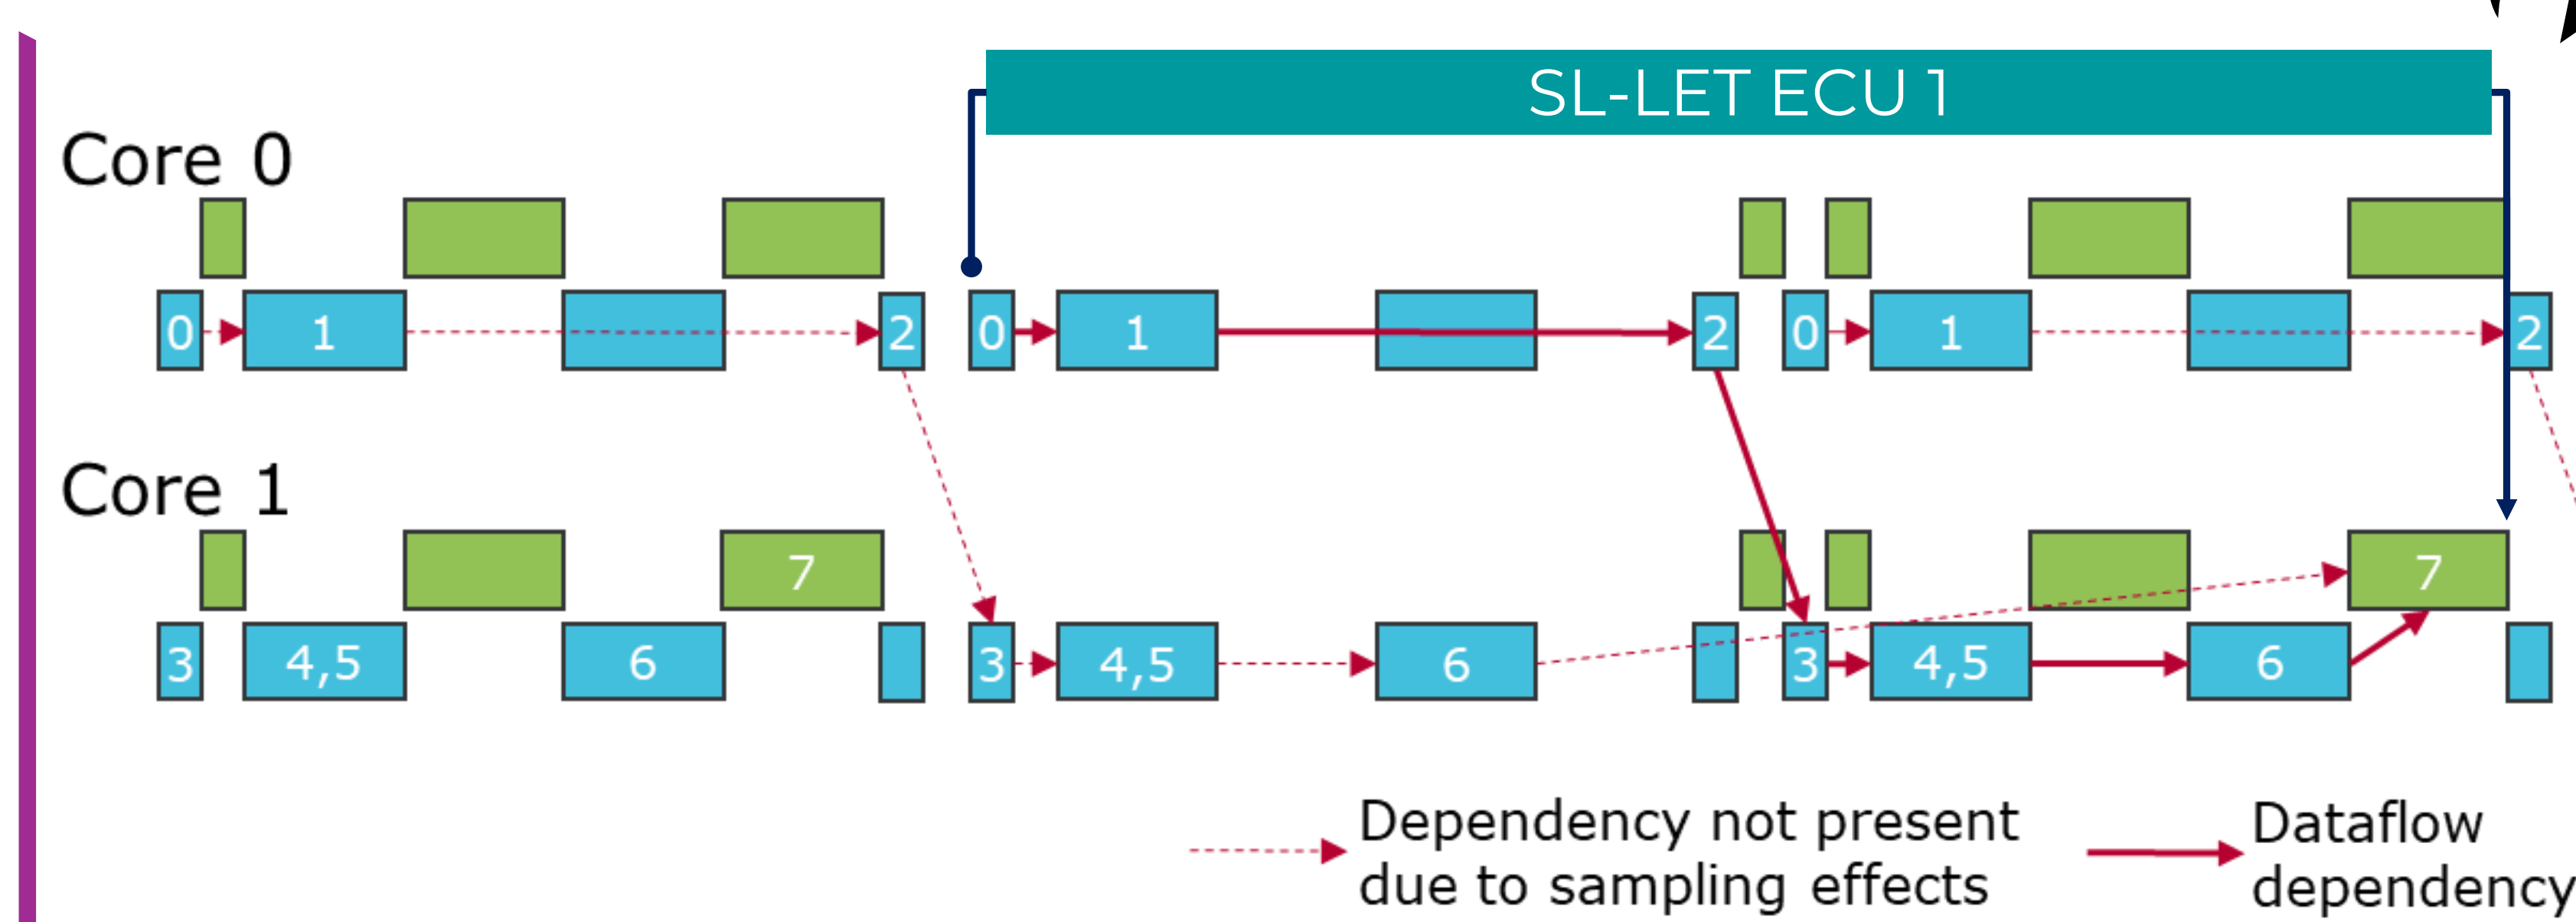 SL-LET ECU 1
Core 0
0 1 2 0 1 2 0 1 2
Core 1
7 7
3 4,5 6 3 4,5 6 3 4,5 6
Dependency not present
due to sampling effects
Dataflow
dependency